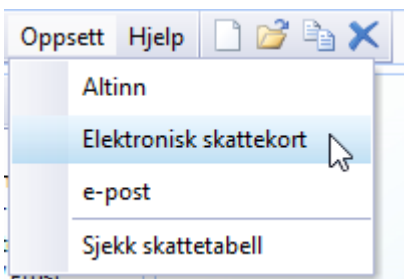 Oppsett Hjelp
Altinn
Elektronisk skattekort
e-post
Sjekk skattetabell